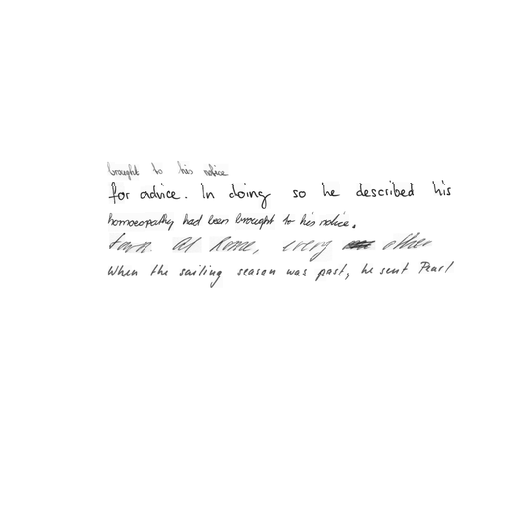 brought to his notice
for advice. In doing so he described his
homoeopathy had been brought to his notice.
town. At Rome, every other
When the sailing season was past, he sent Pearl